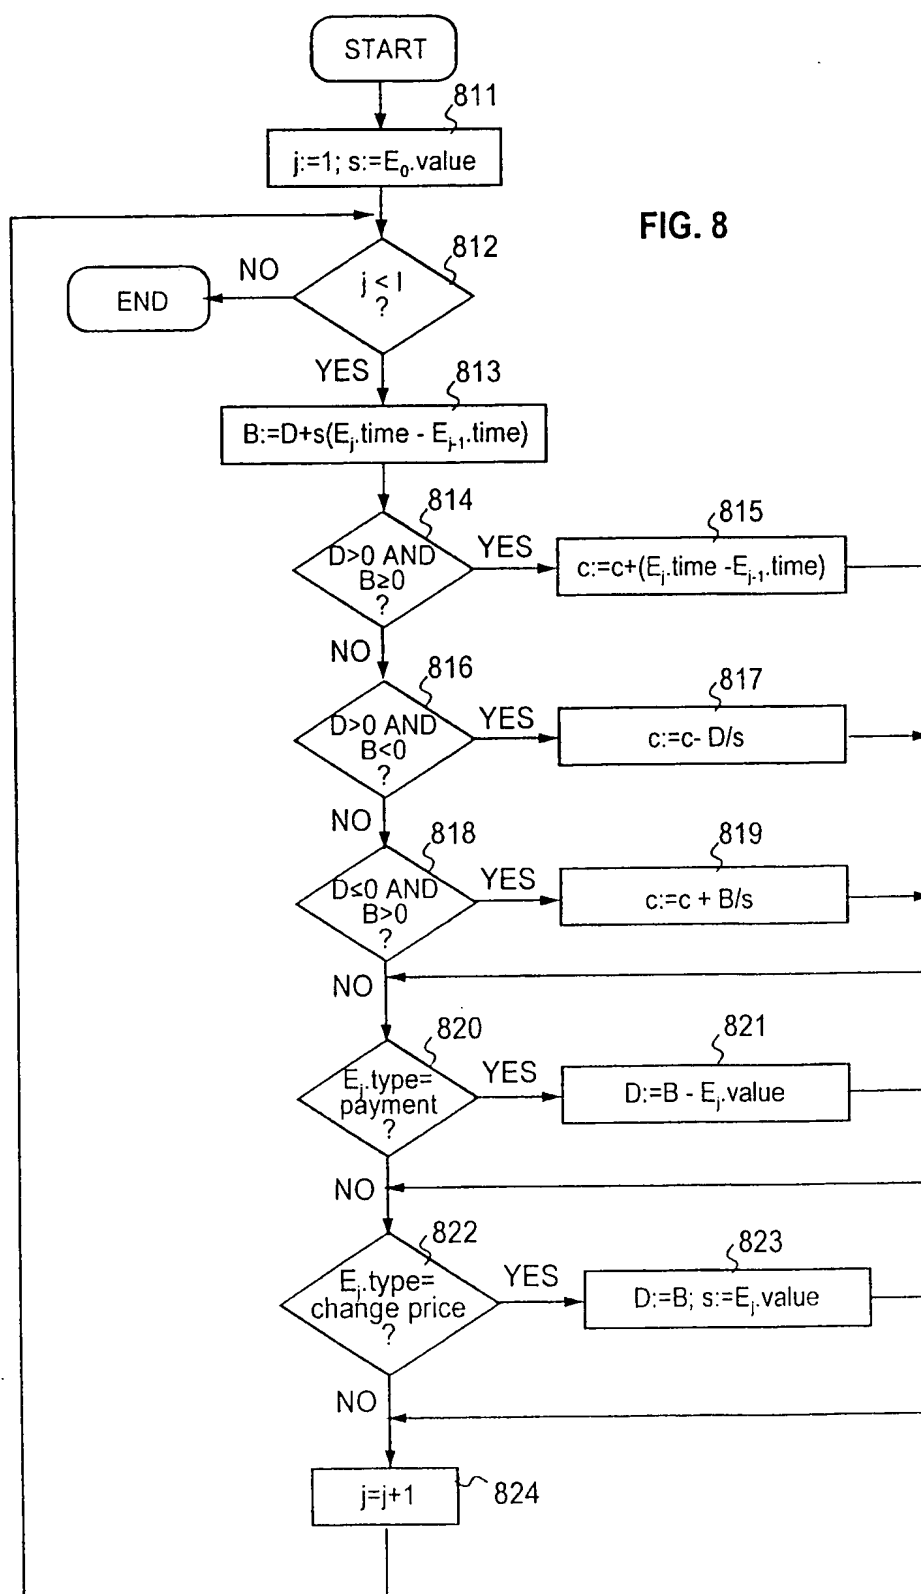 START
811
j:=1; s:=E0.value
FIG. 8
812
j < I
?
NO
END
YES
813
B:=D+s(Ej.time - Ej-1.time)
814
D>0 AND
B≥0
?
YES
815
c:=c+(Ej.time -Ej-1.time)
NO
816
D>0 AND
B<0
?
YES
817
c:=c- D/s
NO
818
D≤0 AND
B>0
?
YES
819
c:=c + B/s
NO
820
Ej.type=
payment
?
YES
821
D:=B - Ej.value
NO
822
Ej.type=
change price
?
YES
823
D:=B; s:=Ej.value
NO
j=j+1
824